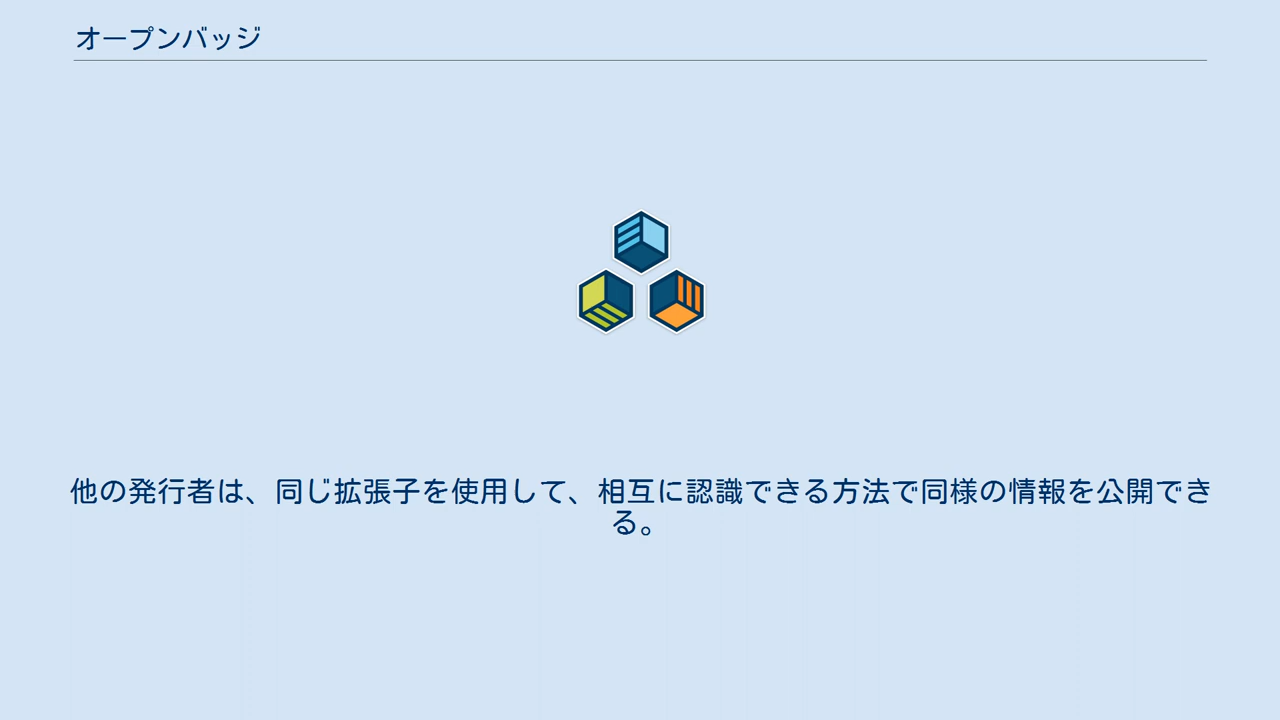 オープンバッジ
他の発行者は、同じ拡張子を使用して、相互に認識できる方法で同様の情報を公開でき
る。